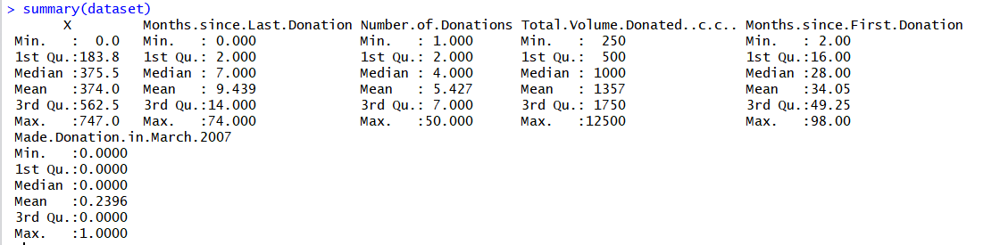 > summary(dataset)
X Months.since.Last.Donation Number.of.Donations Total.Volume.Donated..c.c.. Months.since.First.Donation
Min. : 0.0 Min. : 0.000 Min. : 1.000 Min. : 250 Min. : 2.00
1st Qu.:183.8 1st Qu.: 2.000 1st Qu.: 2.000 1st Qu.: 500 1st Qu.:16.00
Median :375.5 Median : 7.000 Median : 4.000 Median : 1000 Median :28.00
Mean :374.0 Mean : 9.439 Mean : 5.427 Mean : 1357 Mean :34.05
3rd Qu.:562.5 3rd Qu.:14.000 3rd Qu.: 7.000 3rd Qu.: 1750 3rd Qu.:49.25
Max. :747.0 Max. :74.000 Max. :50.000 Max. :12500 Max. :98.00
Made.Donation.in.March.2007
Min. :0.0000
1st Qu.:0.0000
Median :0.0000
Mean :0.2396
3rd Qu.:0.0000
Max. :1.0000